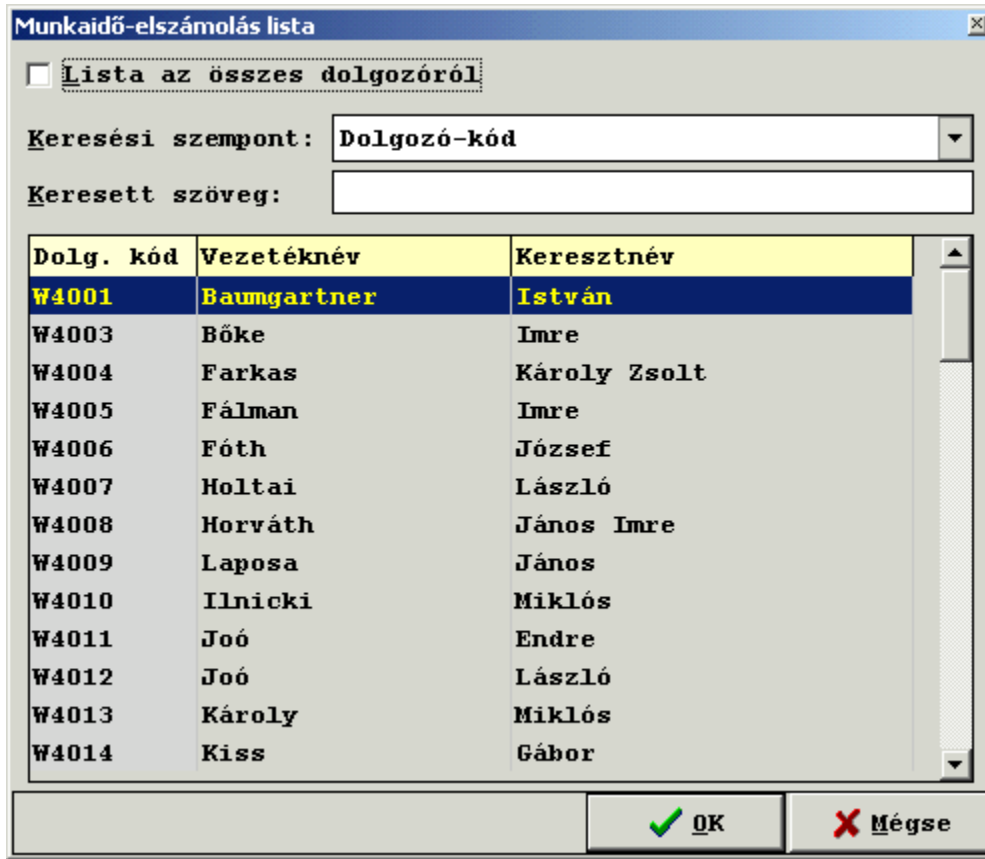 Munkaidő-elszámolás lista
Lista az összes dolgozóról
Keresési szempont: Dolgozó-kód
Keresett szöveg:
Dolg. kód Vezetéknév Keresztnév
W4001 Baumgartner István
W4003 Bőke Imre
W4004 Farkas Károly Zsolt
W4005 Fálman Imre
W4006 Fóth József
W4007 Holtai László
W4008 Horváth János Imre
W4009 Laposa János
W4010 Ilnicki Miklós
W4011 Joó Endre
W4012 Joó László
W4013 Károly Miklós
W4014 Kiss Gábor
OK Mégse